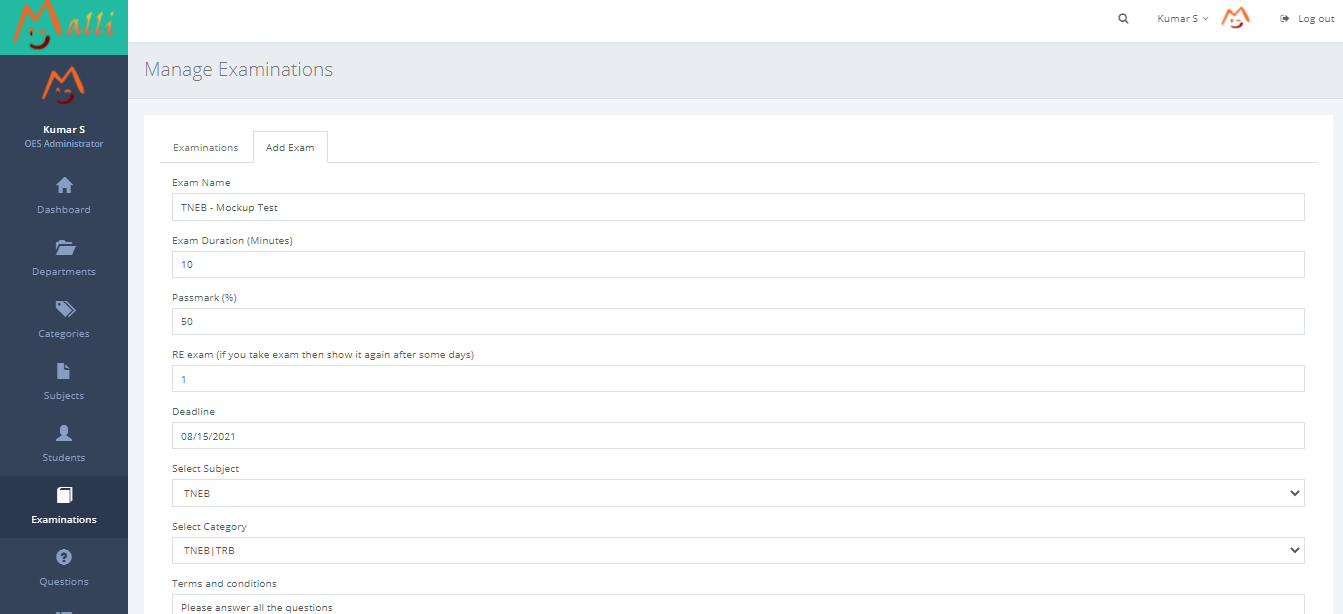 Malli
Kumar S
Log out
Kumar S
OES Administrator
Dashboard
Departments
Categories
Subjects
Students
Examinations
Questions
Manage Examinations
Examinations
Add Exam
Exam Name
TNEB - Mockup Test
Exam Duration (Minutes)
10
Passmark (%)
50
RE exam (if you take exam then show it again after some days)
1
Deadline
08/15/2021
Select Subject
TNEB
Select Category
TNEB|TRB
Terms and conditions
Please answer all the questions